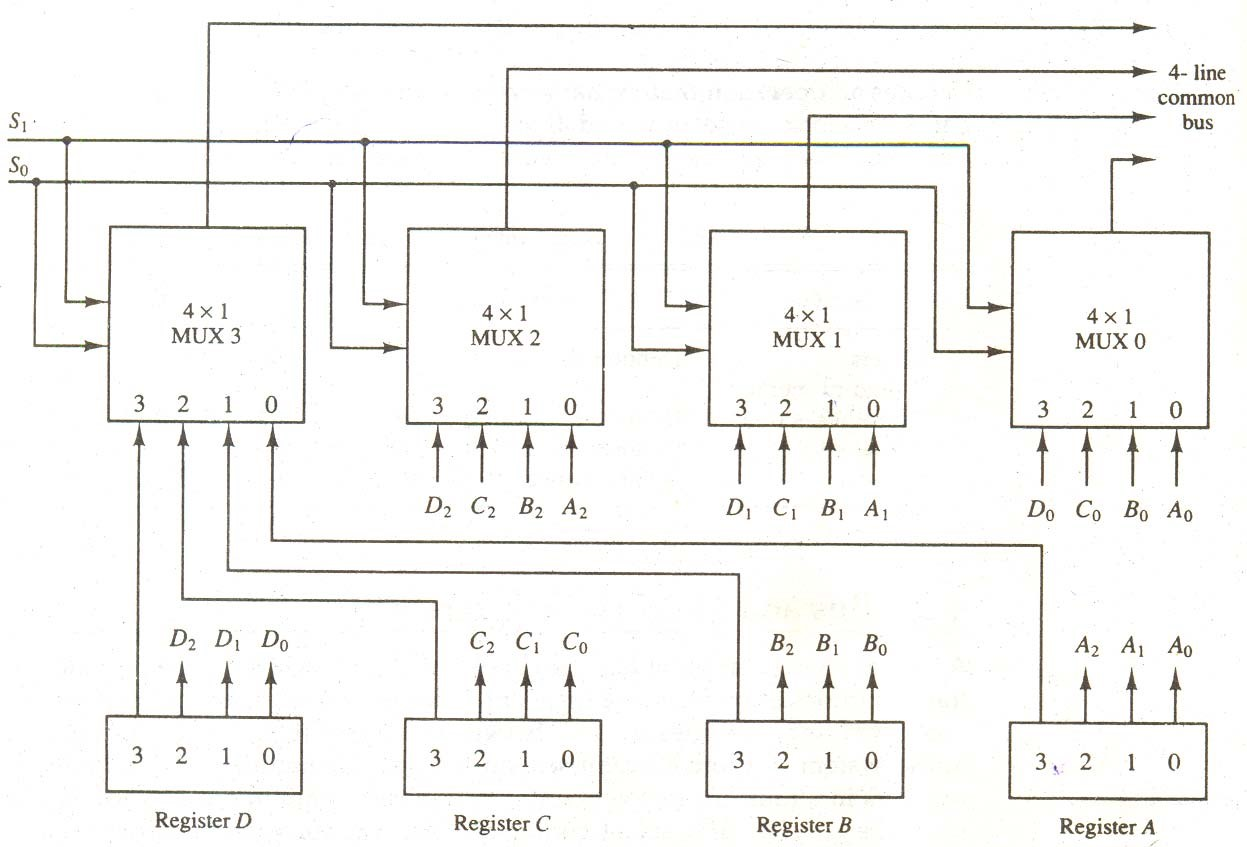 4- line
common
bus
S₁
S₀
4 × 1
MUX 3
4 × 1
MUX 2
4 × 1
MUX 1
4 × 1
MUX 0
3 2 1 0
3 2 1 0
3 2 1 0
3 2 1 0
D₂ C₂ B₂ A₂
D₁ C₁ B₁ A₁
D₀ C₀ B₀ A₀
D₂ D₁ D₀
C₂ C₁ C₀
B₂ B₁ B₀
A₂ A₁ A₀
3 2 1 0
3 2 1 0
3 2 1 0
3 2 1 0
Register D
Register C
Register B
Register A